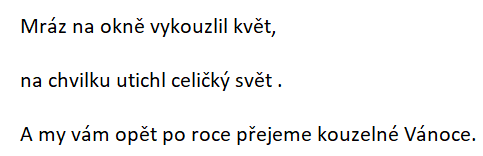 Mráz na okně vykouzlil květ,
na chvilku utichl celičký svět .
A my vám opět po roce přejeme kouzelné Vánoce.